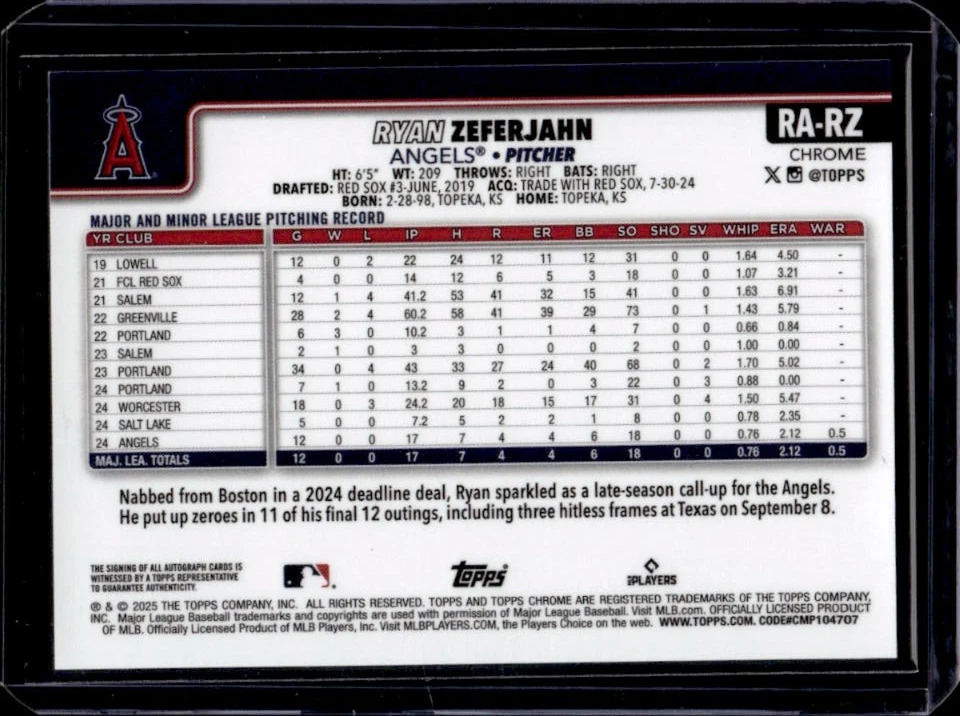 A
RYAN ZEFERJAHN
RA-RZ
ANGELS® • PITCHER
CHROME
HT: 6'5" WT: 209 THROWS: RIGHT BATS: RIGHT
X @TOPPS
DRAFTED: RED SOX #3-JUNE, 2019 ACQ: TRADE WITH RED SOX, 7-30-24
BORN: 2-28-98, TOPEKA, KS HOME: TOPEKA, KS
MAJOR AND MINOR LEAGUE PITCHING RECORD
YR CLUB G W L IP H R ER BB SO SHO SV WHIP ERA WAR
19 LOWELL 12 0 2 22 24 12 11 12 31 0 0 1.64 4.50 -
21 FCL RED SOX 4 0 0 14 12 6 5 3 18 0 0 1.07 3.21 -
21 SALEM 12 1 4 41.2 53 41 32 15 41 0 0 1.63 6.91 -
22 GREENVILLE 28 2 4 60.2 58 41 39 29 73 0 1 1.43 5.79 -
22 PORTLAND 6 3 0 10.2 3 1 1 4 7 0 0 0.66 0.84 -
23 SALEM 2 1 0 3 3 0 0 0 2 0 0 1.00 0.00 -
23 PORTLAND 34 0 4 43 33 27 24 40 68 0 2 1.70 5.02 -
24 PORTLAND 7 1 0 13.2 9 2 0 3 22 0 3 0.88 0.00 -
24 WORCESTER 18 0 3 24.2 20 18 15 17 31 0 4 1.50 5.47 -
24 SALT LAKE 5 0 0 7.2 5 2 2 1 8 0 0 0.78 2.35 -
24 ANGELS 12 0 0 17 7 4 4 6 18 0 0 0.76 2.12 0.5
MAJ. LEA. TOTALS 12 0 0 17 7 4 4 6 18 0 0 0.76 2.12 0.5
Nabbed from Boston in a 2024 deadline deal, Ryan sparkled as a late-season call-up for the Angels.
He put up zeroes in 11 of his final 12 outings, including three hitless frames at Texas on September 8.
THE SIGNING OF ALL AUTOGRAPH CARDS IS
WITNESSED BY A TOPPS REPRESENTATIVE
TO GUARANTEE AUTHENTICITY.
Topps
PLAYERS
® & © 2025 THE TOPPS COMPANY, INC. ALL RIGHTS RESERVED. TOPPS AND TOPPS CHROME ARE REGISTERED TRADEMARKS OF THE TOPPS COMPANY,
INC. Major League Baseball trademarks and copyrights are used with permission of Major League Baseball. Visit MLB.com. OFFICIALLY LICENSED PRODUCT
OF MLB. Officially Licensed Product of MLB Players, Inc. Visit MLBPLAYERS.COM, the Players Choice on the web. WWW.TOPPS.COM. CODE#CMP104707